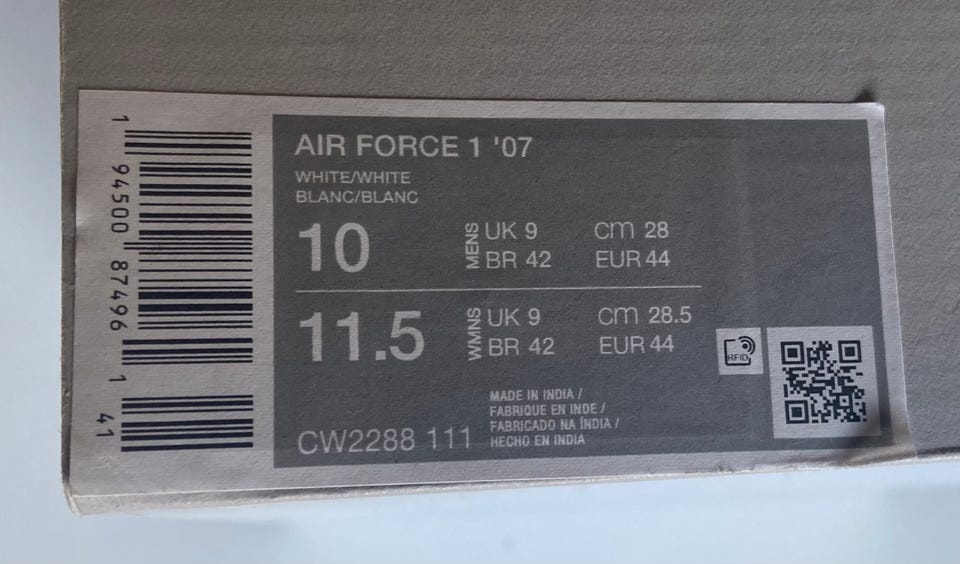 AIR FORCE 1 '07
WHITE/WHITE
BLANC/BLANC
10
MENS
UK 9 cm 28
BR 42 EUR 44
11.5
WMNS
UK 9 cm 28.5
BR 42 EUR 44
RFID
CW2288 111
MADE IN INDIA /
FABRIQUE EN INDE /
FABRICADO NA ÍNDIA /
HECHO EN INDIA
1 94500 87496 1 41